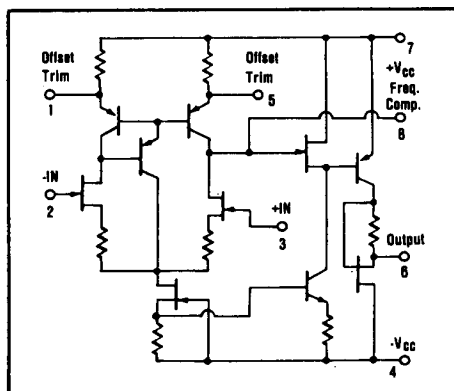 Offset
Trim
1
Offset
Trim
5
7
+Vcc
Freq.
Comp.
8
-IN
2
+IN
3
Output
6
-Vcc
4